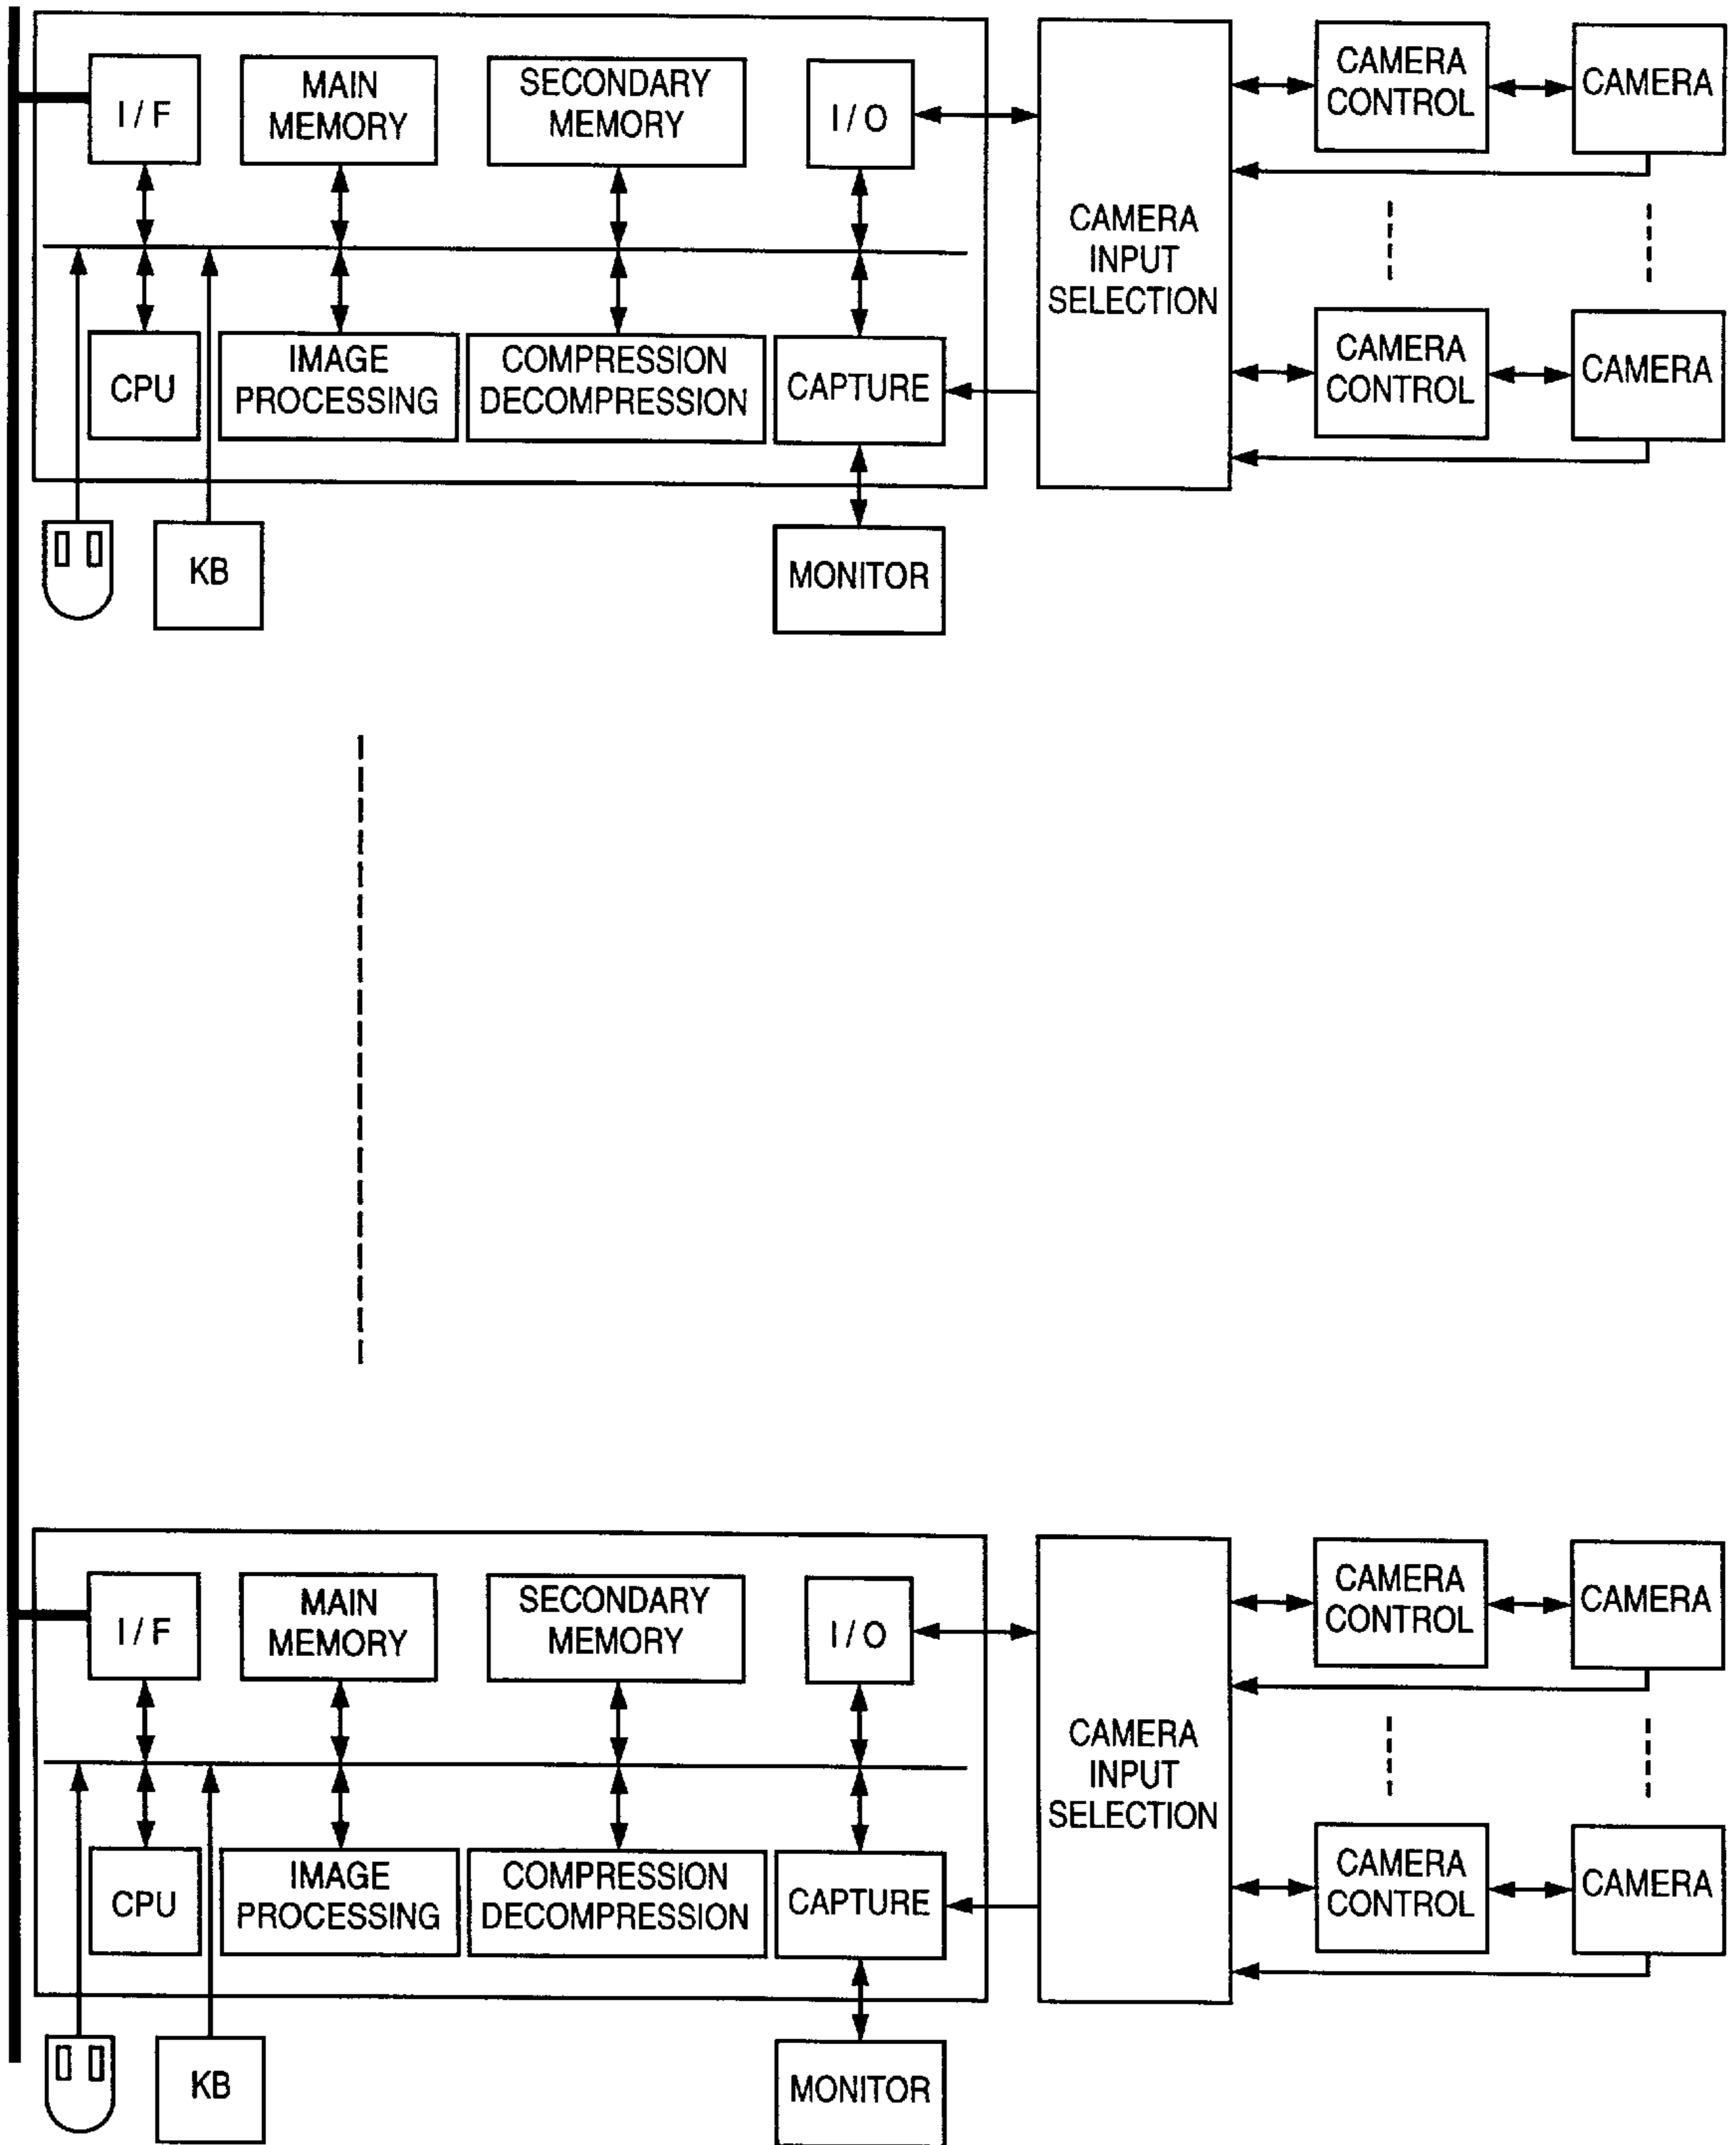 I/F
MAIN
MEMORY
SECONDARY
MEMORY
I/O
CAMERA
INPUT
SELECTION
CAMERA
CONTROL
CAMERA
CPU
IMAGE
PROCESSING
COMPRESSION
DECOMPRESSION
CAPTURE
CAMERA
CONTROL
CAMERA
KB
MONITOR
I/F
MAIN
MEMORY
SECONDARY
MEMORY
I/O
CAMERA
INPUT
SELECTION
CAMERA
CONTROL
CAMERA
CPU
IMAGE
PROCESSING
COMPRESSION
DECOMPRESSION
CAPTURE
CAMERA
CONTROL
CAMERA
KB
MONITOR